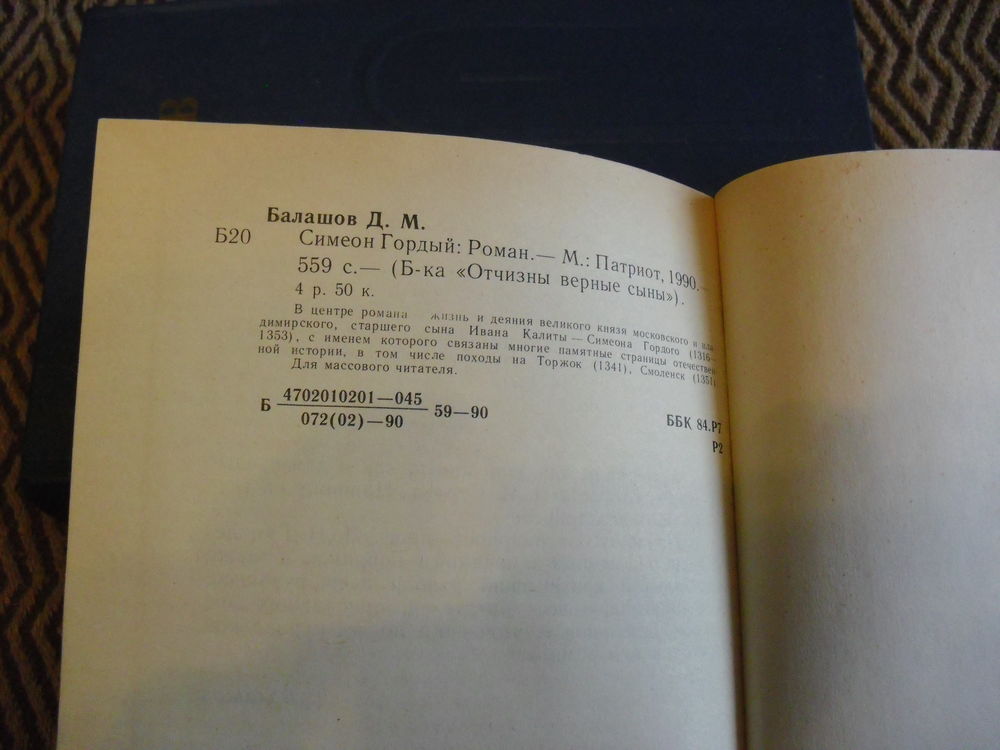 Балашов Д. М.
Б20 Симеон Гордый: Роман.— М.: Патриот, 1990.—
559 с.— (Б-ка «Отчизны верные сыны»).
4 р. 50 к.
В центре романа жизнь и деяния великого князя московского и вла-
димирского, старшего сына Ивана Калиты — Симеона Гордого (1316—
1353), с именем которого связаны многие памятные страницы отечествен
ной истории, в том числе походы на Торжок (1341), Смоленск (1351)
Для массового читателя.
Б 4702010201—045
072(02)—90
59—90
ББК 84.Р7
Р2
В